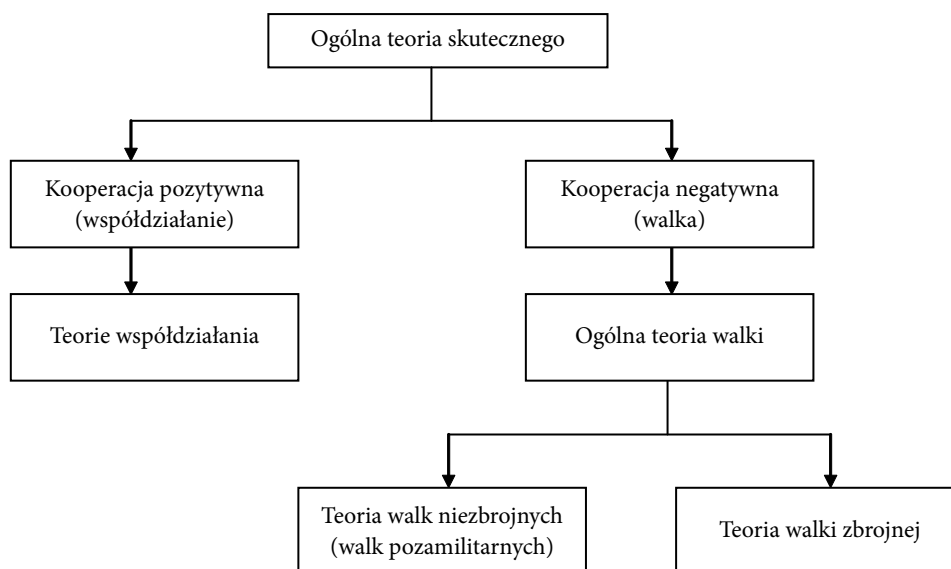 Ogólna teoria skutecznego
Kooperacja pozytywna
(współdziałanie)
Kooperacja negatywna
(walka)
Teorie współdziałania
Ogólna teoria walki
Teoria walk niezbrojnych
(walk pozamilitarnych)
Teoria walki zbrojnej